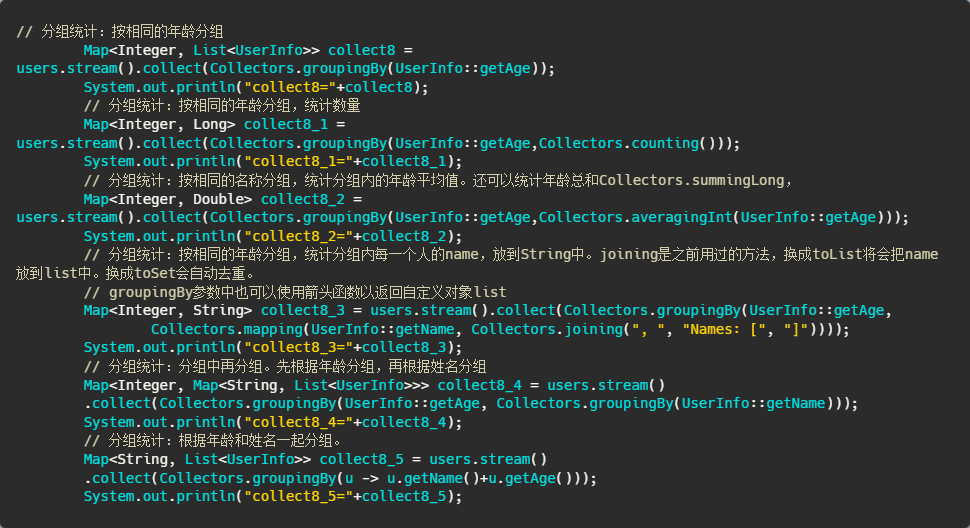 // 分组统计：按相同的年龄分组
Map<Integer, List<UserInfo>> collect8 =
users.stream().collect(Collectors.groupingBy(UserInfo::getAge));
System.out.println("collect8="+collect8);
// 分组统计：按相同的年龄分组，统计数量
Map<Integer, Long> collect8_1 =
users.stream().collect(Collectors.groupingBy(UserInfo::getAge,Collectors.counting()));
System.out.println("collect8_1="+collect8_1);
// 分组统计：按相同的名称分组，统计分组内的年龄平均值。还可以统计年龄总和Collectors.summingLong，
Map<Integer, Double> collect8_2 =
users.stream().collect(Collectors.groupingBy(UserInfo::getAge,Collectors.averagingInt(UserInfo::getAge)));
System.out.println("collect8_2="+collect8_2);
// 分组统计：按相同的年龄分组，统计分组内每一个人的name，放到String中。joining是之前用过的方法，换成toList将会把name
放到list中。换成toSet会自动去重。
// groupingBy参数中也可以使用箭头函数以返回自定义对象list
Map<Integer, String> collect8_3 = users.stream().collect(Collectors.groupingBy(UserInfo::getAge,
Collectors.mapping(UserInfo::getName, Collectors.joining(", ", "Names: [", "]"))));
System.out.println("collect8_3="+collect8_3);
// 分组统计：分组中再分组。先根据年龄分组，再根据姓名分组
Map<Integer, Map<String, List<UserInfo>>> collect8_4 = users.stream()
.collect(Collectors.groupingBy(UserInfo::getAge, Collectors.groupingBy(UserInfo::getName)));
System.out.println("collect8_4="+collect8_4);
// 分组统计：根据年龄和姓名一起分组。
Map<String, List<UserInfo>> collect8_5 = users.stream()
.collect(Collectors.groupingBy(u -> u.getName()+u.getAge()));
System.out.println("collect8_5="+collect8_5);